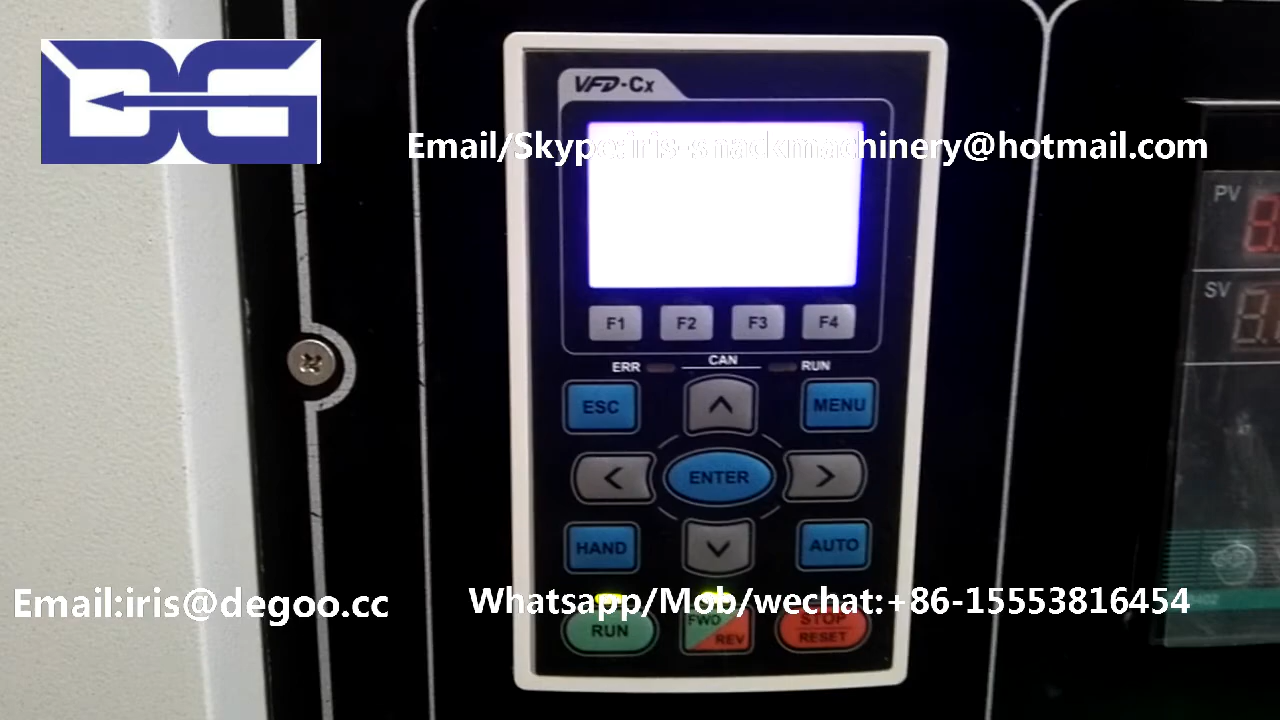 DG
VFD-Cx
Email/Skype:iris-snackmachinery@hotmail.com
PV
SV
F1 F2 F3 F4
ERR CAN RUN
ESC MENU
ENTER
HAND AUTO
Email:iris@degoo.cc
Whatsapp/Mob/wechat:+86-15553816454
RUN FWD REV STOP RESET